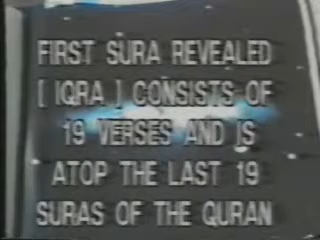 FIRST SURA REVEALED
[ IQRA ] CONSISTS OF
19 VERSES AND IS
ATOP THE LAST 19
SURAS OF THE QURAN